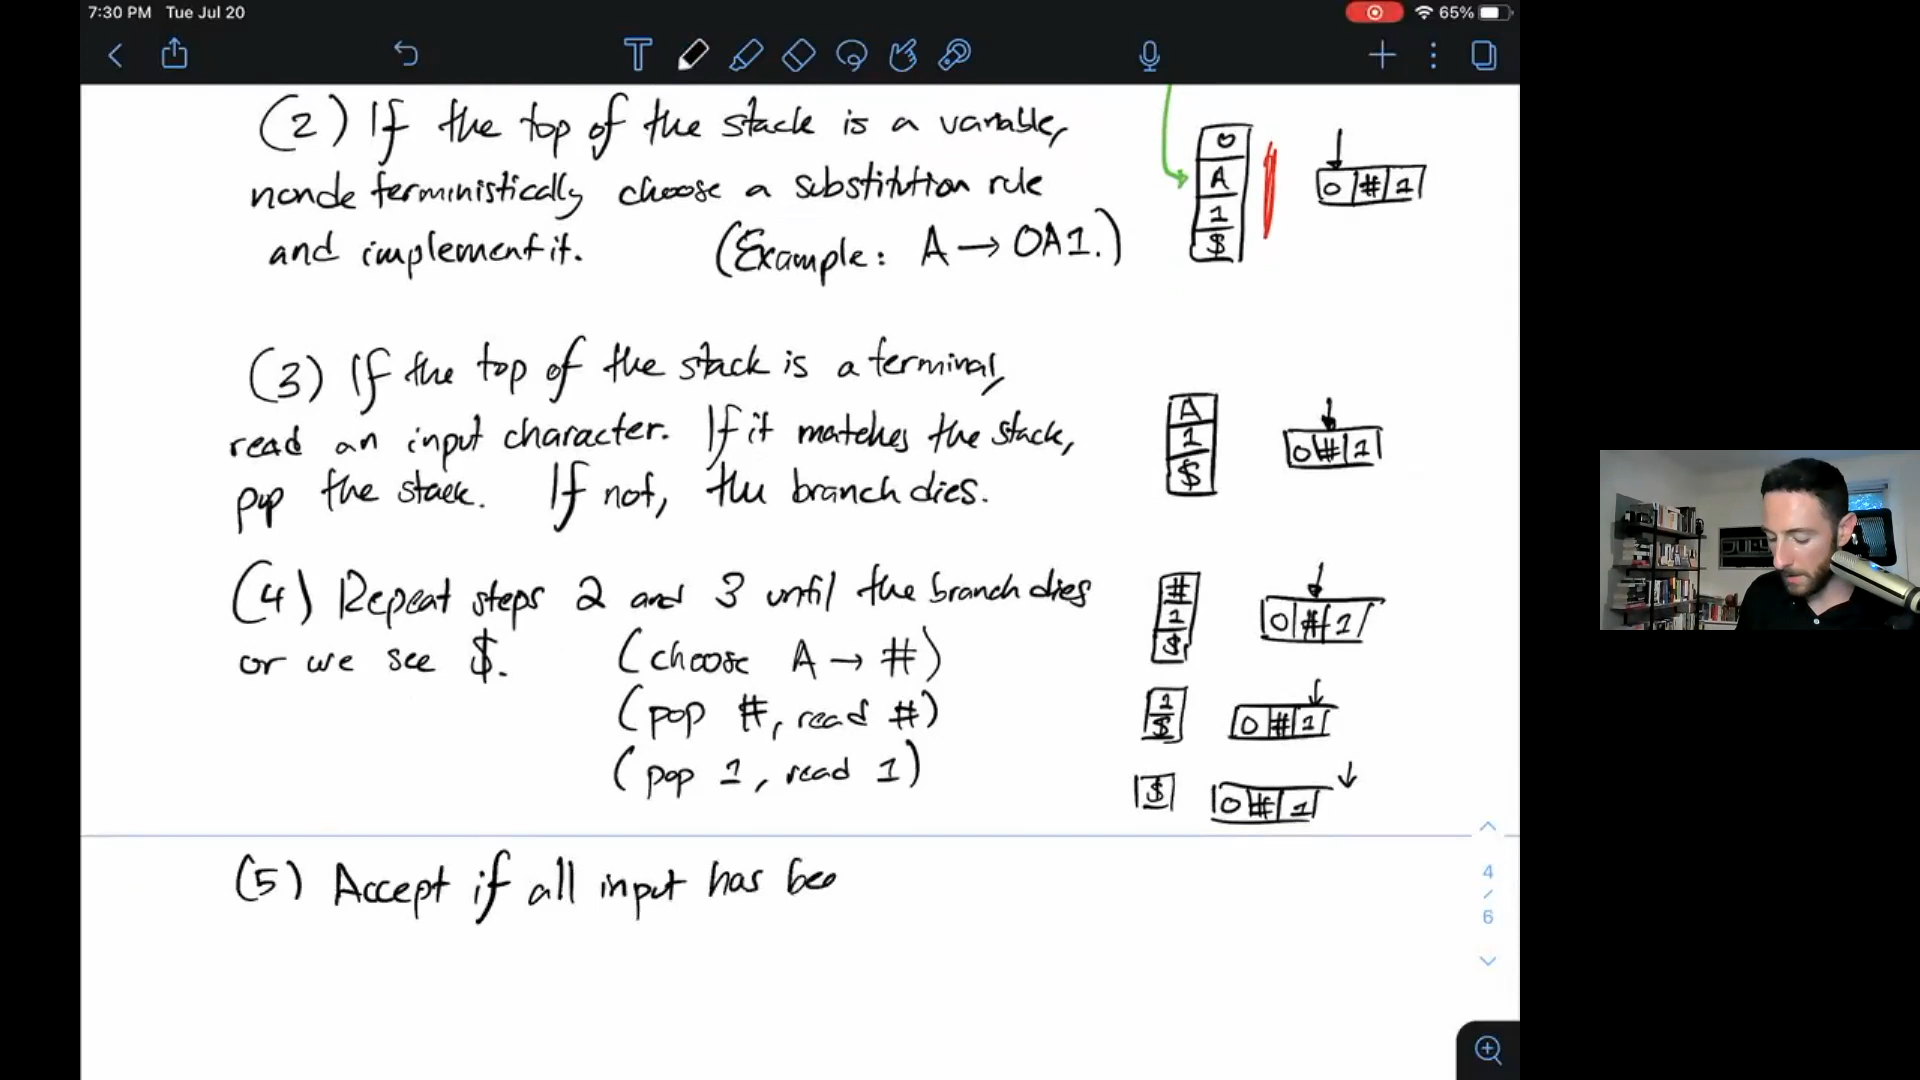 7:30 PM Tue Jul 20
65%
(2) If the top of the stack is a variable,
nondeterministically choose a substitution rule
and implement it. (Example: A → 0A1.)
0
A
1
$
0 # 1
(3) If the top of the stack is a terminal,
read an input character. If it matches the stack,
pop the stack. If not, the branch dies.
A
1
$
0 # 1
(4) Repeat steps 2 and 3 until the branch dies
or we see $. (choose A → #)
(pop #, read #)
(pop 1, read 1)
#
1
$
0 # 1
1
$
0 # 1
$
0 # 1
(5) Accept if all input has bee
4
/
6